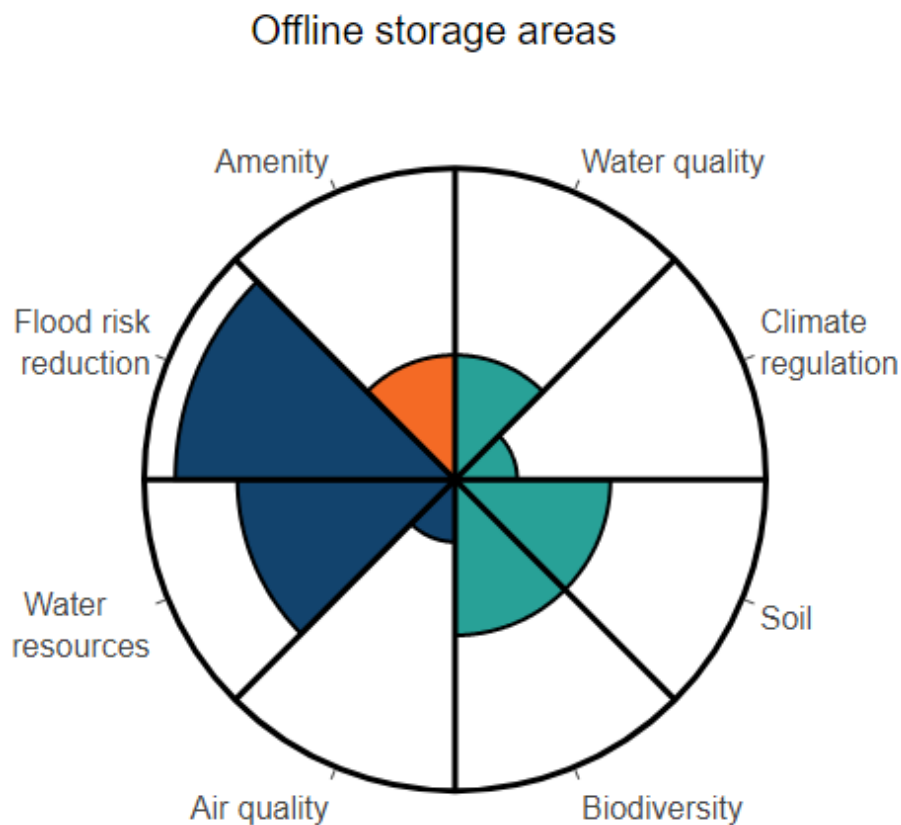 Offline storage areas
Amenity
Water quality
Flood risk
reduction
Climate
regulation
Water
resources
Soil
Air quality
Biodiversity